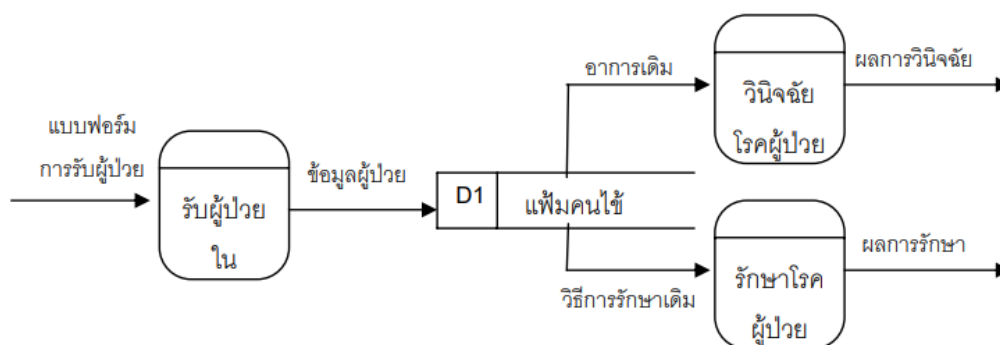 แบบฟอร์ม
การรับผู้ป่วย
รับผู้ป่วย
ใน
ข้อมูลผู้ป่วย
D1
แฟ้มคนไข้
อาการเดิม
วินิจฉัย
โรคผู้ป่วย
ผลการวินิจฉัย
วิธีการรักษาเดิม
รักษาโรค
ผู้ป่วย
ผลการรักษา